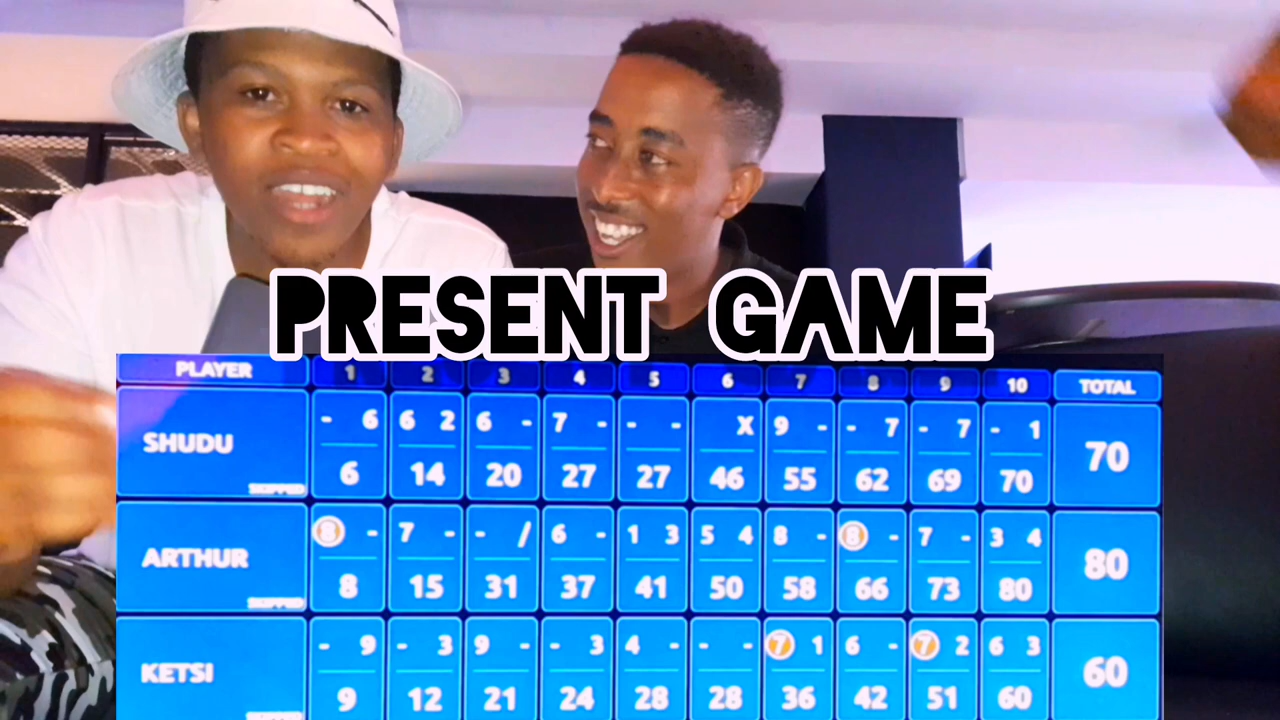 PRESENT GAME
PLAYER 1 2 3 4 5 6 7 8 9 10 TOTAL
- 6 6 2 6 - 7 - - - X 9 - - 7 - 7 - 1
SHUDU 70
6 14 20 27 27 46 55 62 69 70
SKIPPED
8 - 7 - - / 6 - 1 3 5 4 8 - 8 - 7 - 3 4
ARTHUR 80
8 15 31 37 41 50 58 66 73 80
SKIPPED
- 9 - 3 9 - - 3 4 - - - 7 1 6 - 7 2 6 3
KETSI 60
9 12 21 24 28 28 36 42 51 60